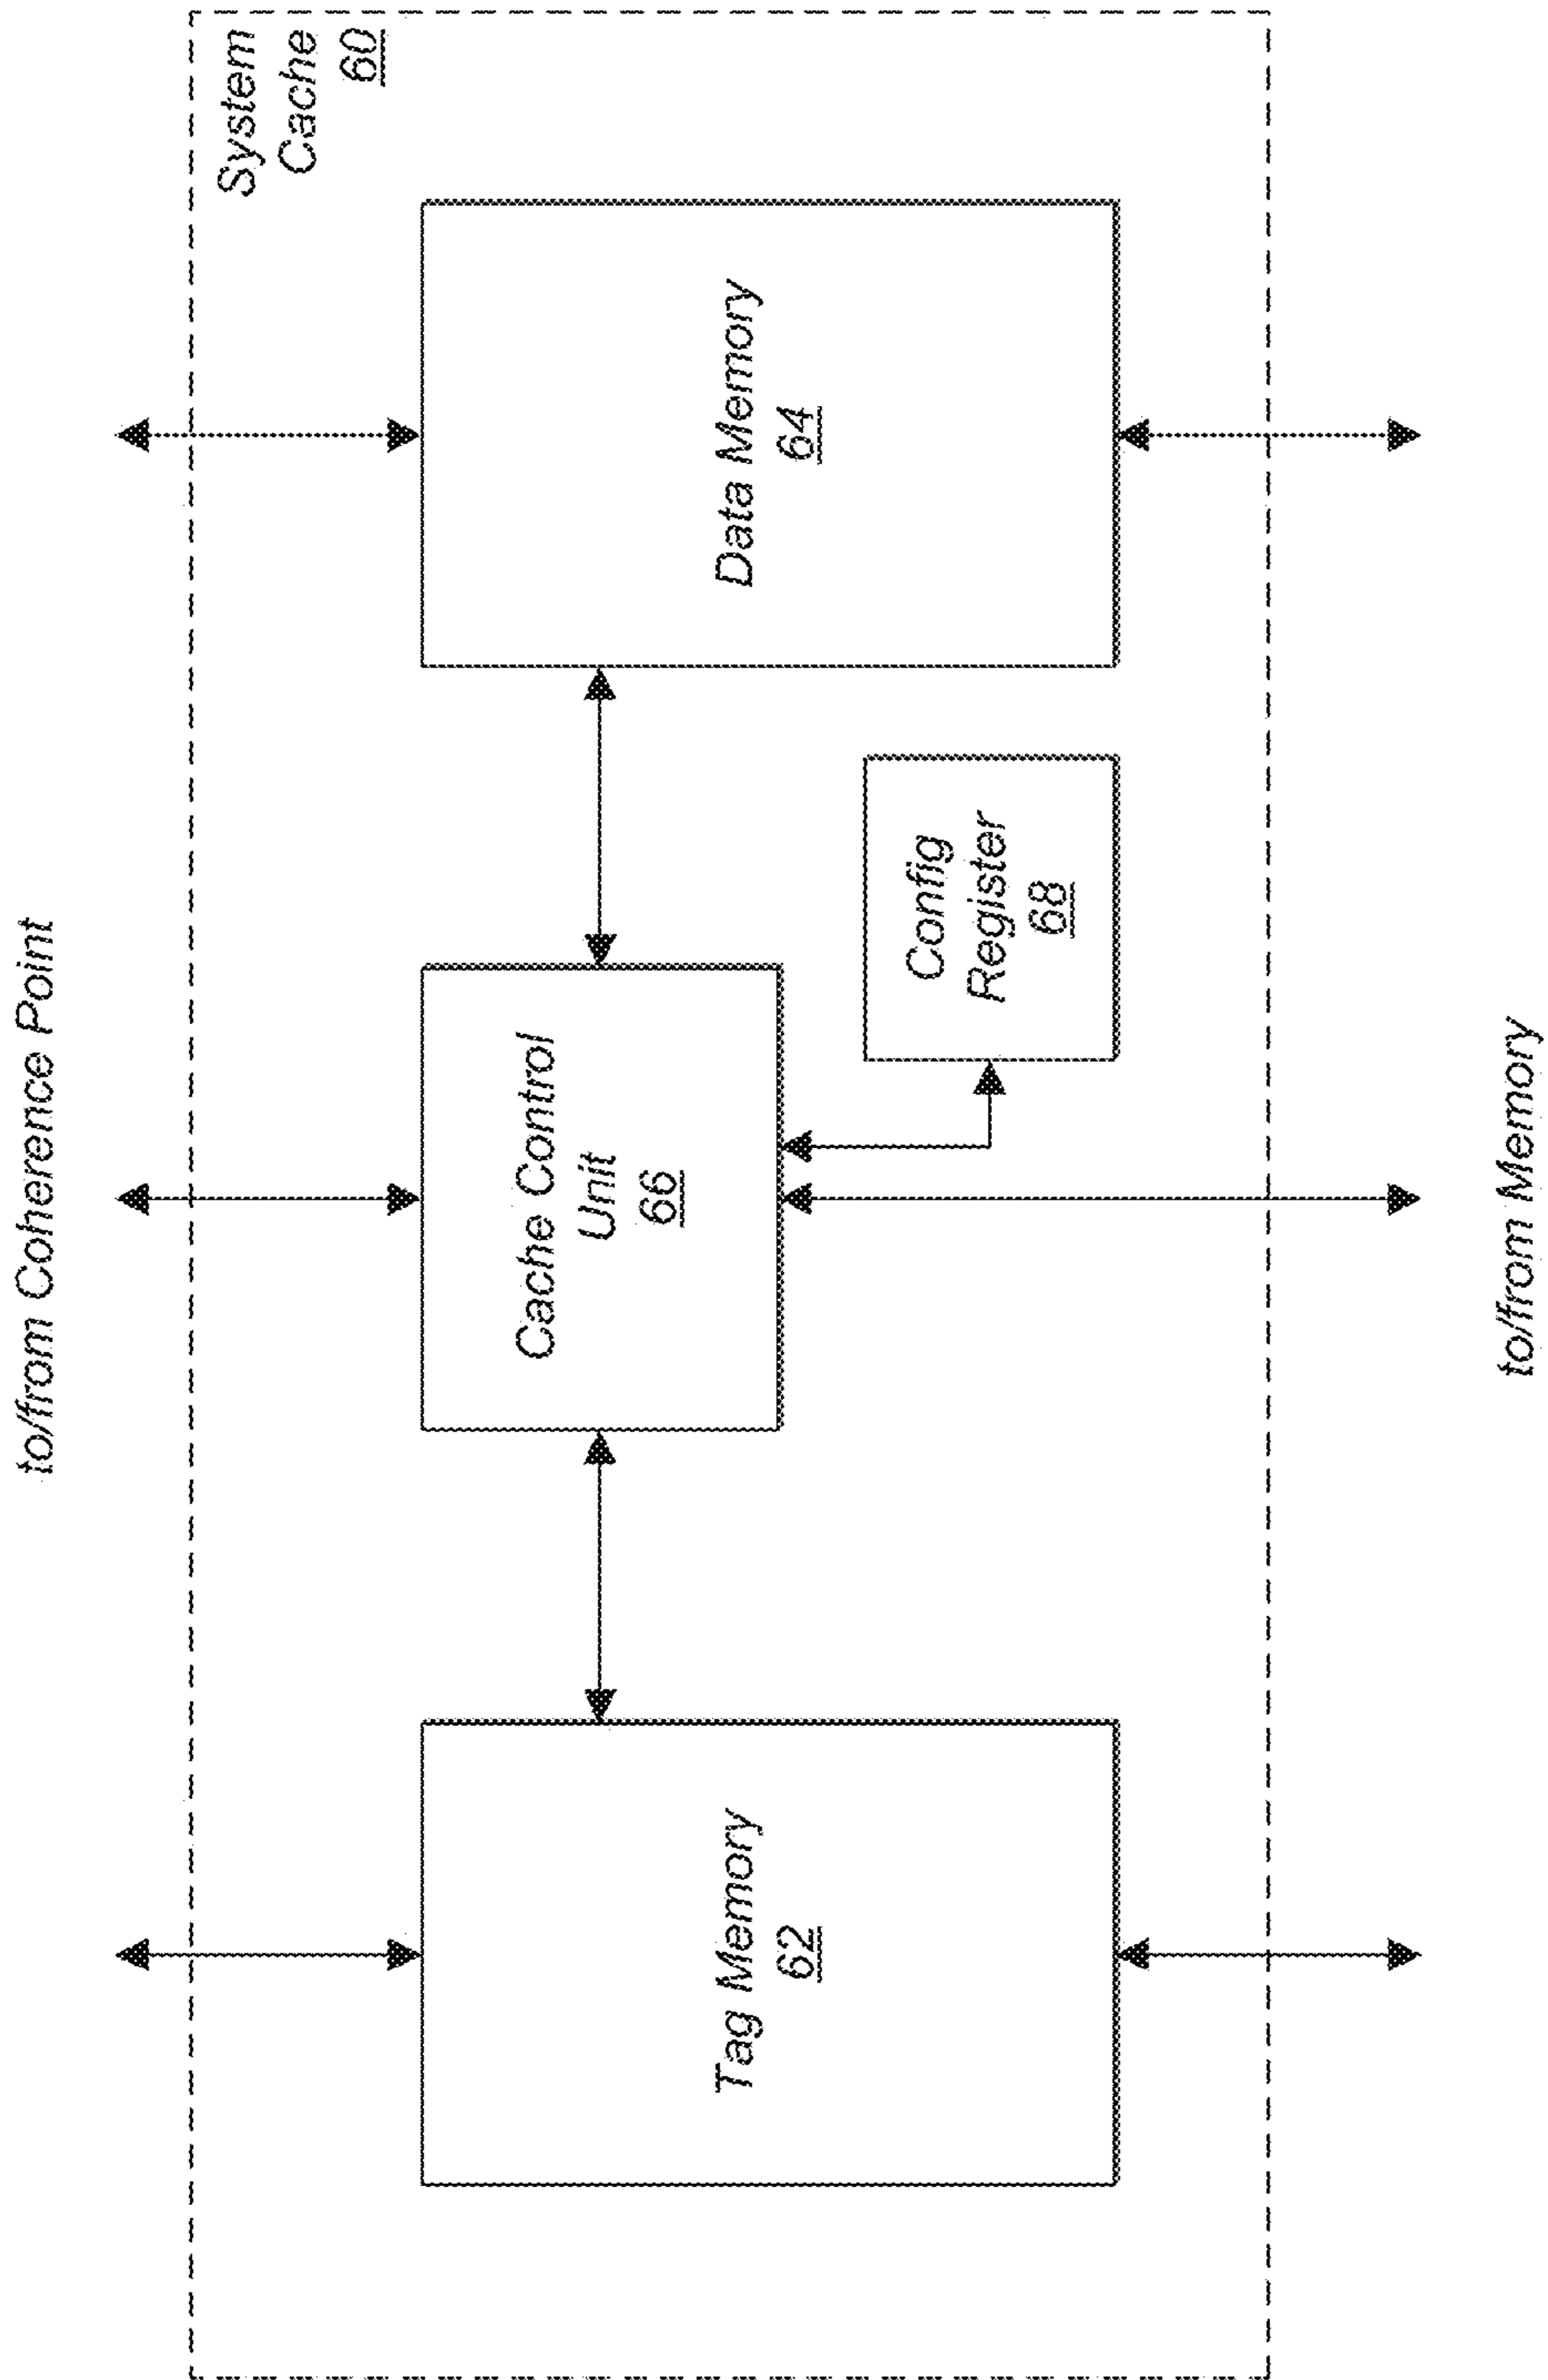 to/from Coherence Point
System
Cache
60
Tag Memory
62
Cache Control
Unit
66
Data Memory
64
Config
Register
68
to/from Memory